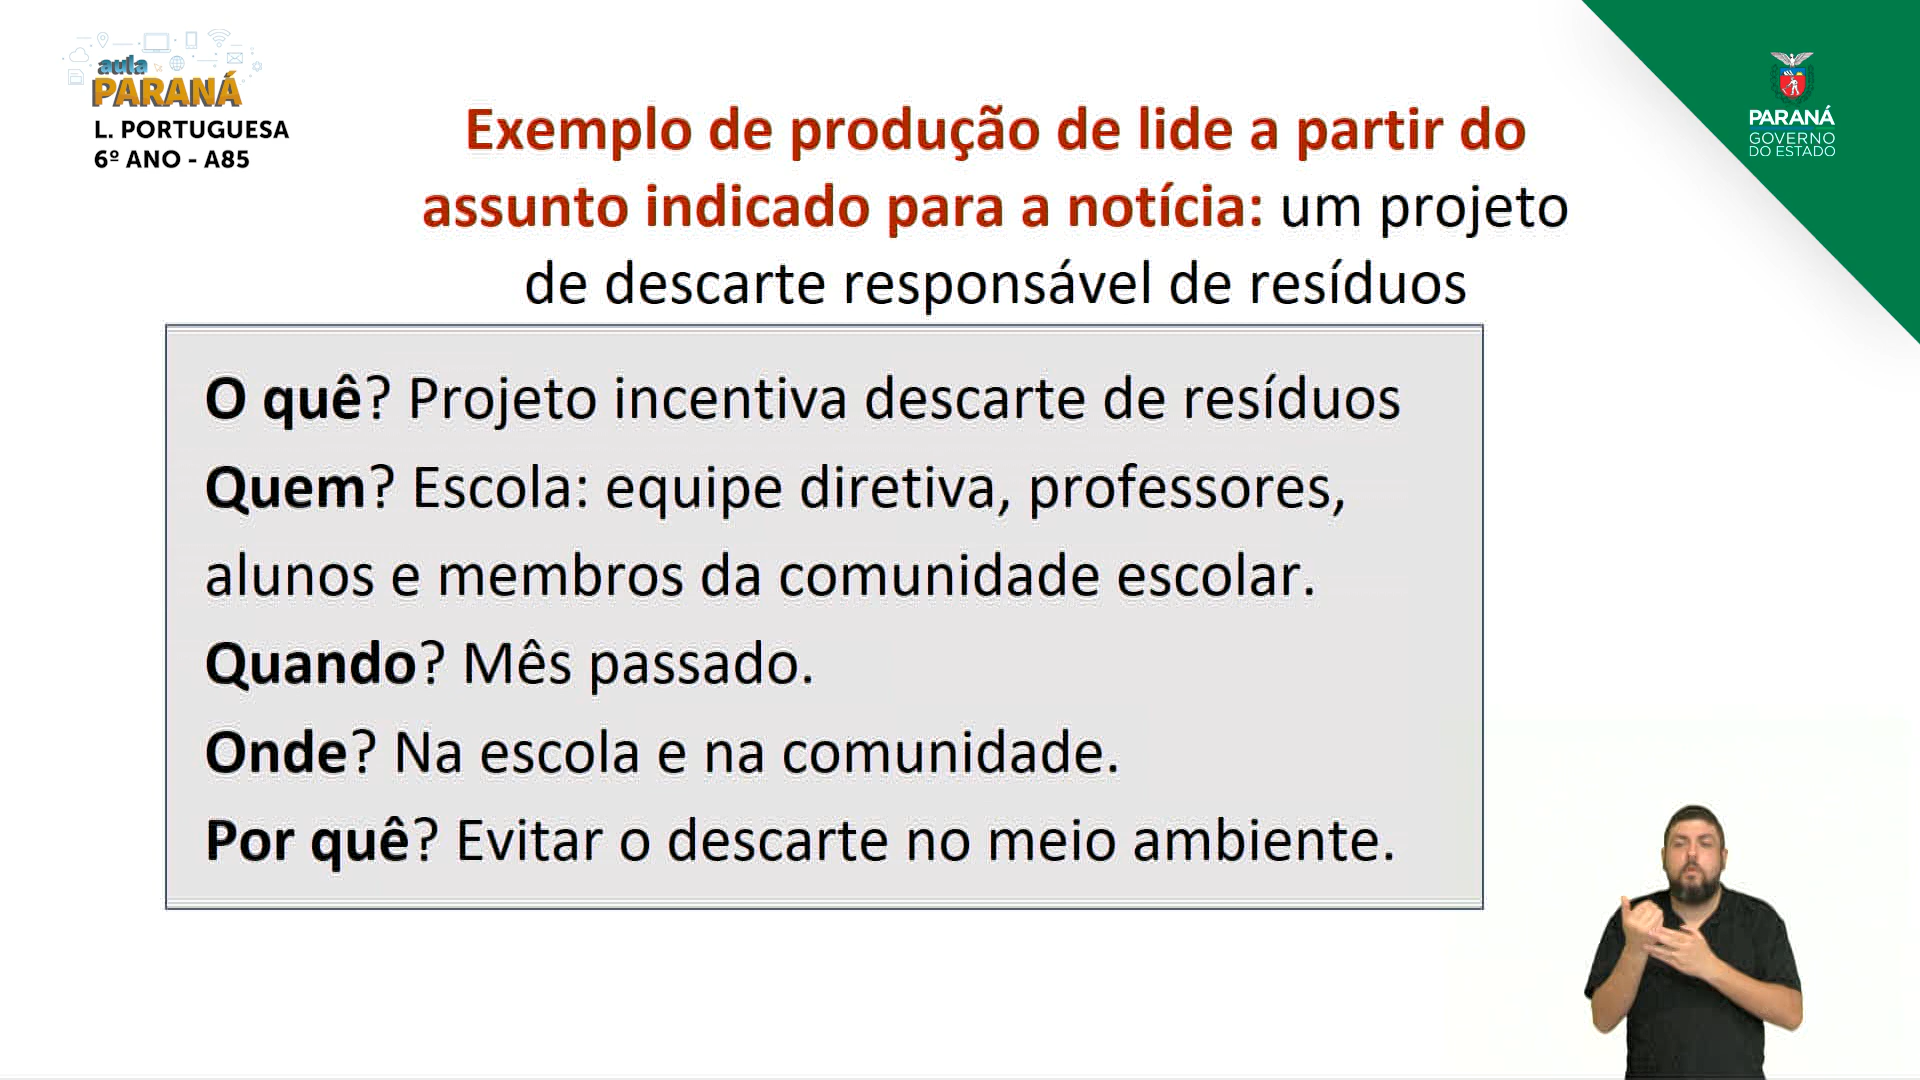 aula
PARANÁ
L. PORTUGUESA
6º ANO - A85
PARANÁ
GOVERNO
DO ESTADO
Exemplo de produção de lide a partir do
assunto indicado para a notícia: um projeto
de descarte responsável de resíduos
O quê? Projeto incentiva descarte de resíduos
Quem? Escola: equipe diretiva, professores,
alunos e membros da comunidade escolar.
Quando? Mês passado.
Onde? Na escola e na comunidade.
Por quê? Evitar o descarte no meio ambiente.